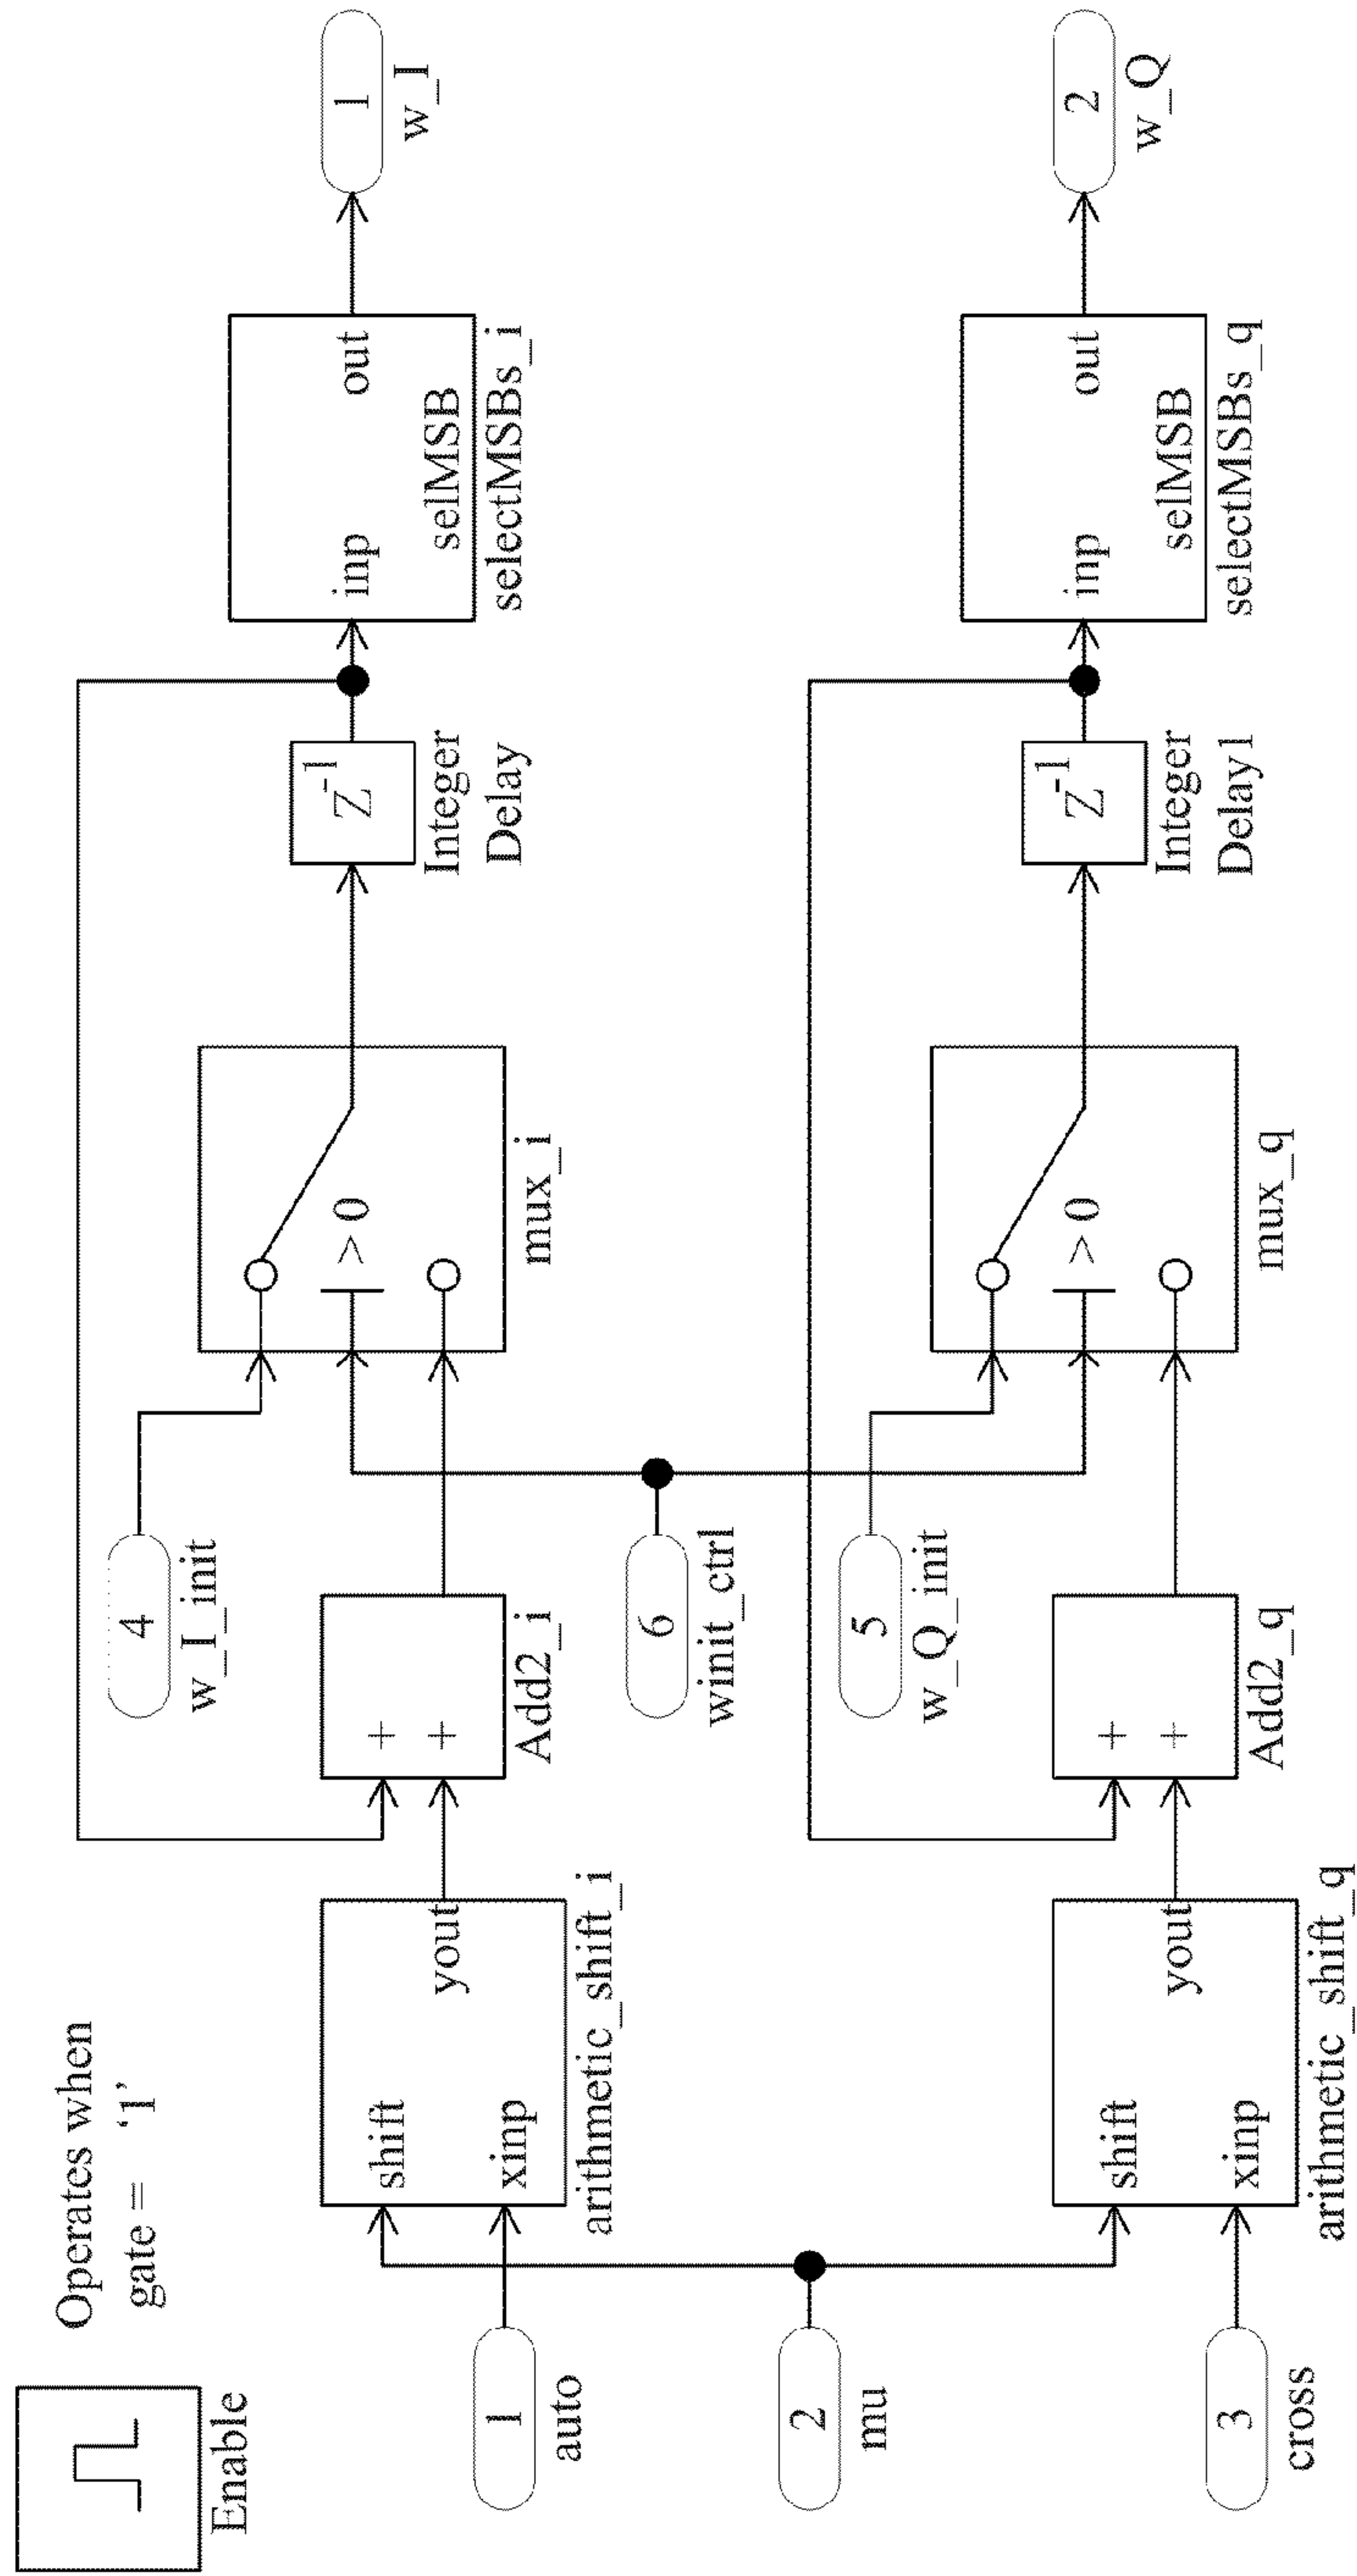 Operates when
gate = '1'
Enable
1
auto
2
mu
3
cross
shift
xinp
yout
arithmetic_shift_i
shift
xinp
yout
arithmetic_shift_q
+
+
Add2_i
+
+
Add2_q
4
w_I_init
6
winit_ctrl
5
w_Q_init
> 0
mux_i
> 0
mux_q
Z-1
Integer
Delay
Z-1
Integer
Delay1
inp
out
selMSB
selectMSBs_i
inp
out
selMSB
selectMSBs_q
1
w_I
2
w_Q